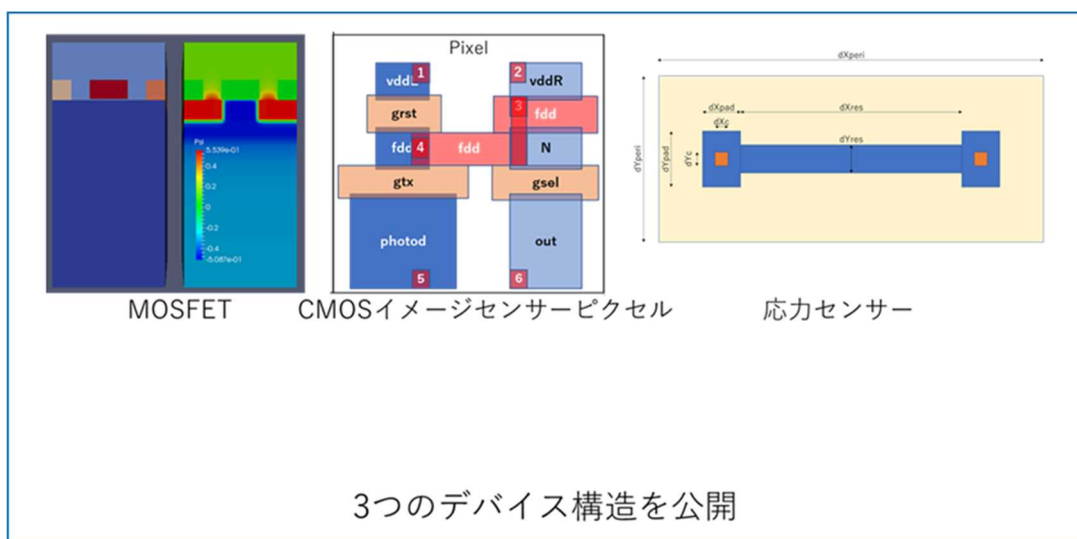 Psi
5.539e-01
0.4
0.2
0
-0.2
-0.4
-5.087e-01
MOSFET
Pixel
1
2
vddL
vddR
3
grst
fdd
fdd
4
fdd
N
gtx
gsel
photod
out
5
6
CMOSイメージセンサーピクセル
dXperi
dXpad
dXres
dXc
dYres
dYperi
dYpad
dYc
応力センサー
3つのデバイス構造を公開